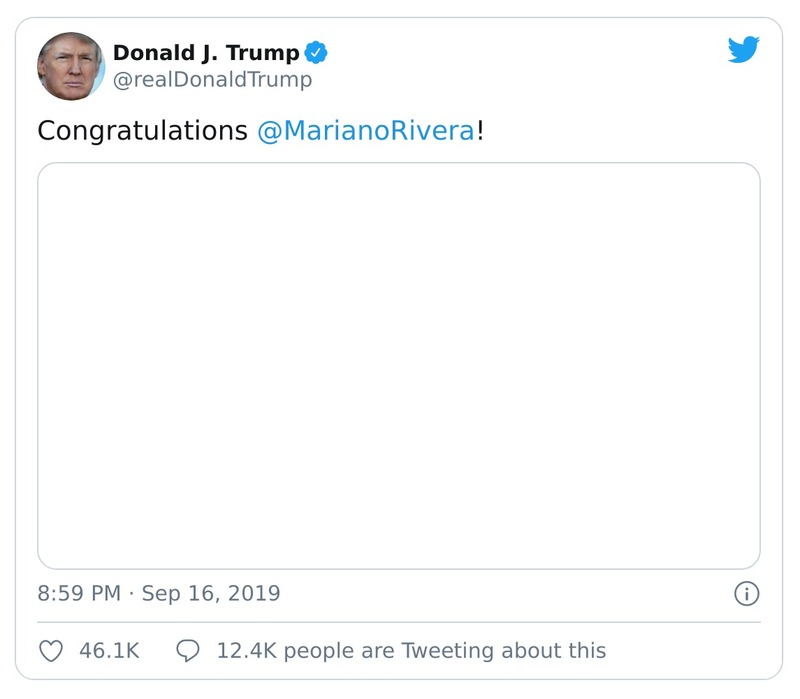 Donald J. Trump
@realDonaldTrump
Congratulations @MarianoRivera!
8:59 PM · Sep 16, 2019
46.1K 12.4K people are Tweeting about this